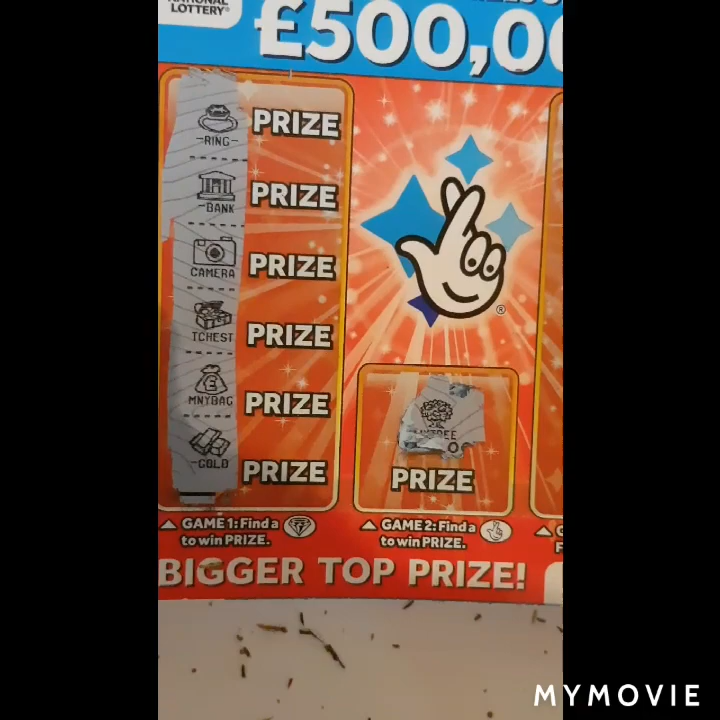 NATIONAL
LOTTERY®
£500,00
RING
PRIZE
BANK
PRIZE
CAMERA
PRIZE
TCHEST
PRIZE
MNYBAG
PRIZE
GOLD
PRIZE
®
PRIZE
GAME 1: Find a
to win PRIZE.
GAME 2: Find a
to win PRIZE.
BIGGER TOP PRIZE!
MYMOVIE